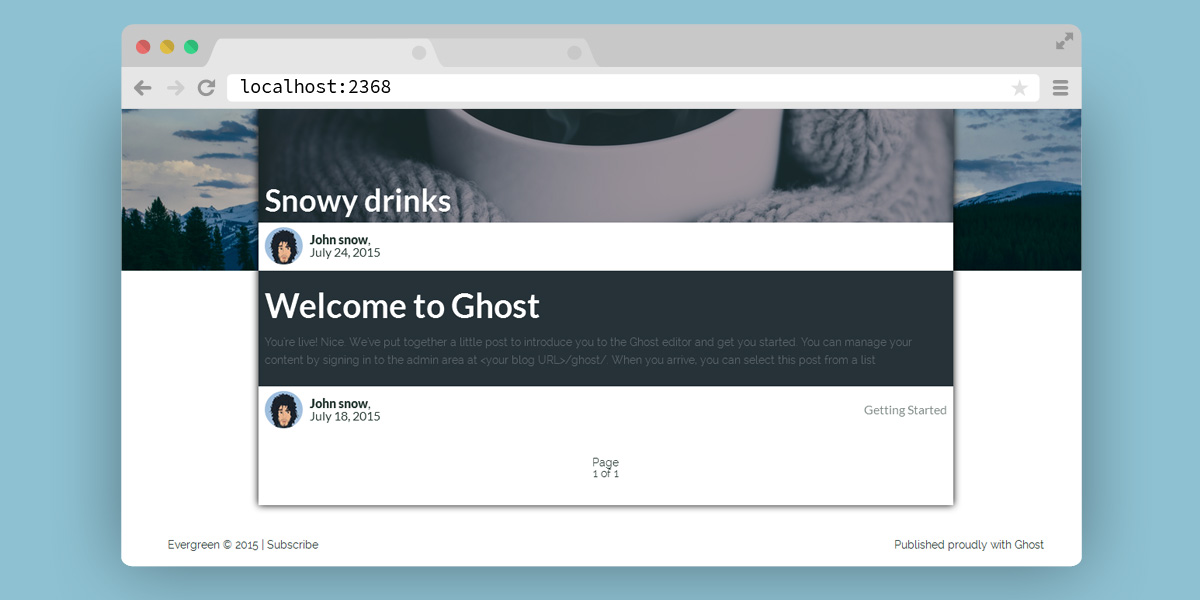 localhost:2368
Snowy drinks
John snow,
July 24, 2015
Welcome to Ghost
You're live! Nice. We've put together a little post to introduce you to the Ghost editor and get you started. You can manage your
content by signing in to the admin area at <your blog URL>/ghost/. When you arrive, you can select this post from a list
John snow,
July 18, 2015
Getting Started
Page
1 of 1
Evergreen © 2015 | Subscribe
Published proudly with Ghost